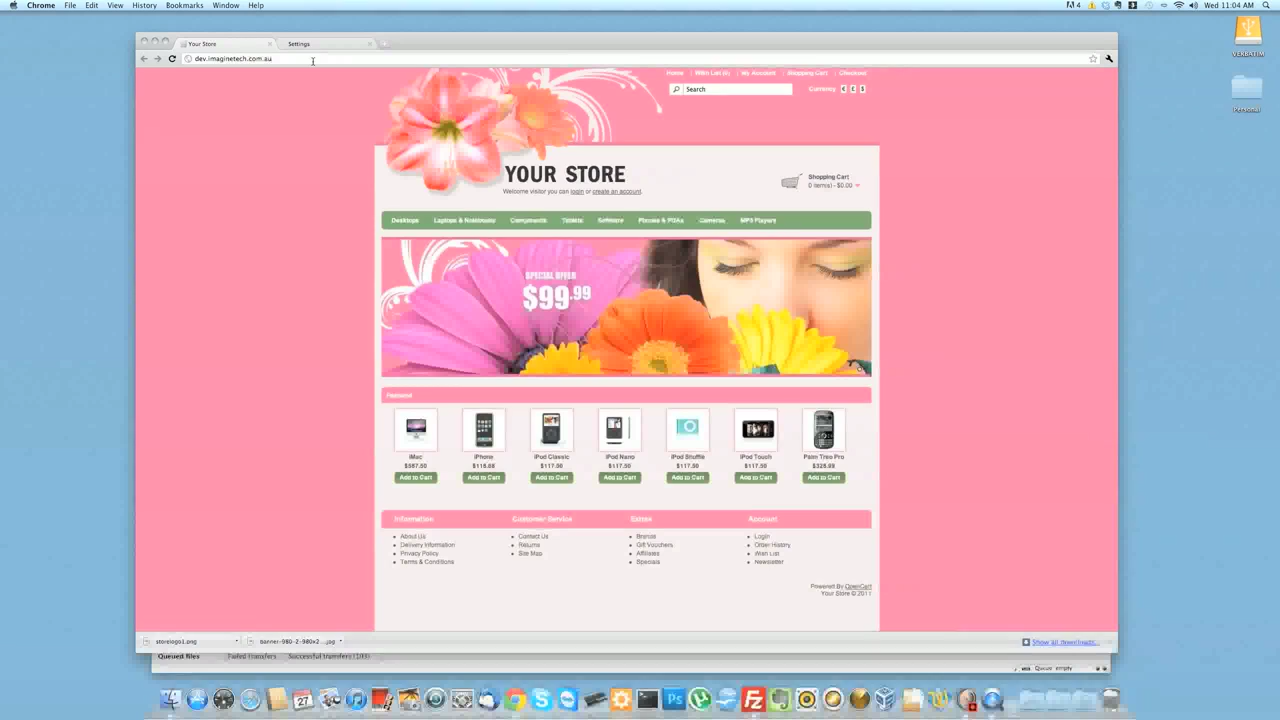 Chrome File Edit View History Bookmarks Window Help
4 Wed 11:04 AM
VERBATIM
Personal
Your Store Settings
dev.imaginetech.com.au
Home Wish List (0) My Account Shopping Cart Checkout
Search
Currency € £ $
YOUR STORE
Welcome visitor you can login or create an account.
Shopping Cart
0 item(s) - $0.00
Desktops Laptops & Notebooks Components Tablets Software Phones & PDAs Cameras MP3 Players
SPECIAL OFFER
$99.99
Featured
iMac iPhone iPod Classic iPod Nano iPod Shuffle iPod Touch Palm Treo Pro
$587.50 $116.68 $117.50 $117.50 $117.50 $117.50 $328.99
Add to Cart Add to Cart Add to Cart Add to Cart Add to Cart Add to Cart Add to Cart
Information Customer Service Extras Account
About Us Contact Us Brands Login
Delivery Information Returns Gift Vouchers Order History
Privacy Policy Site Map Affiliates Wish List
Terms & Conditions Specials Newsletter
Powered By OpenCart
Your Store © 2011
storelogo1.png banner-980-2-980x2....jpg Show all downloads...
Queued files Failed transfers Successful transfers
Queue: empty
27
Ps
FZ